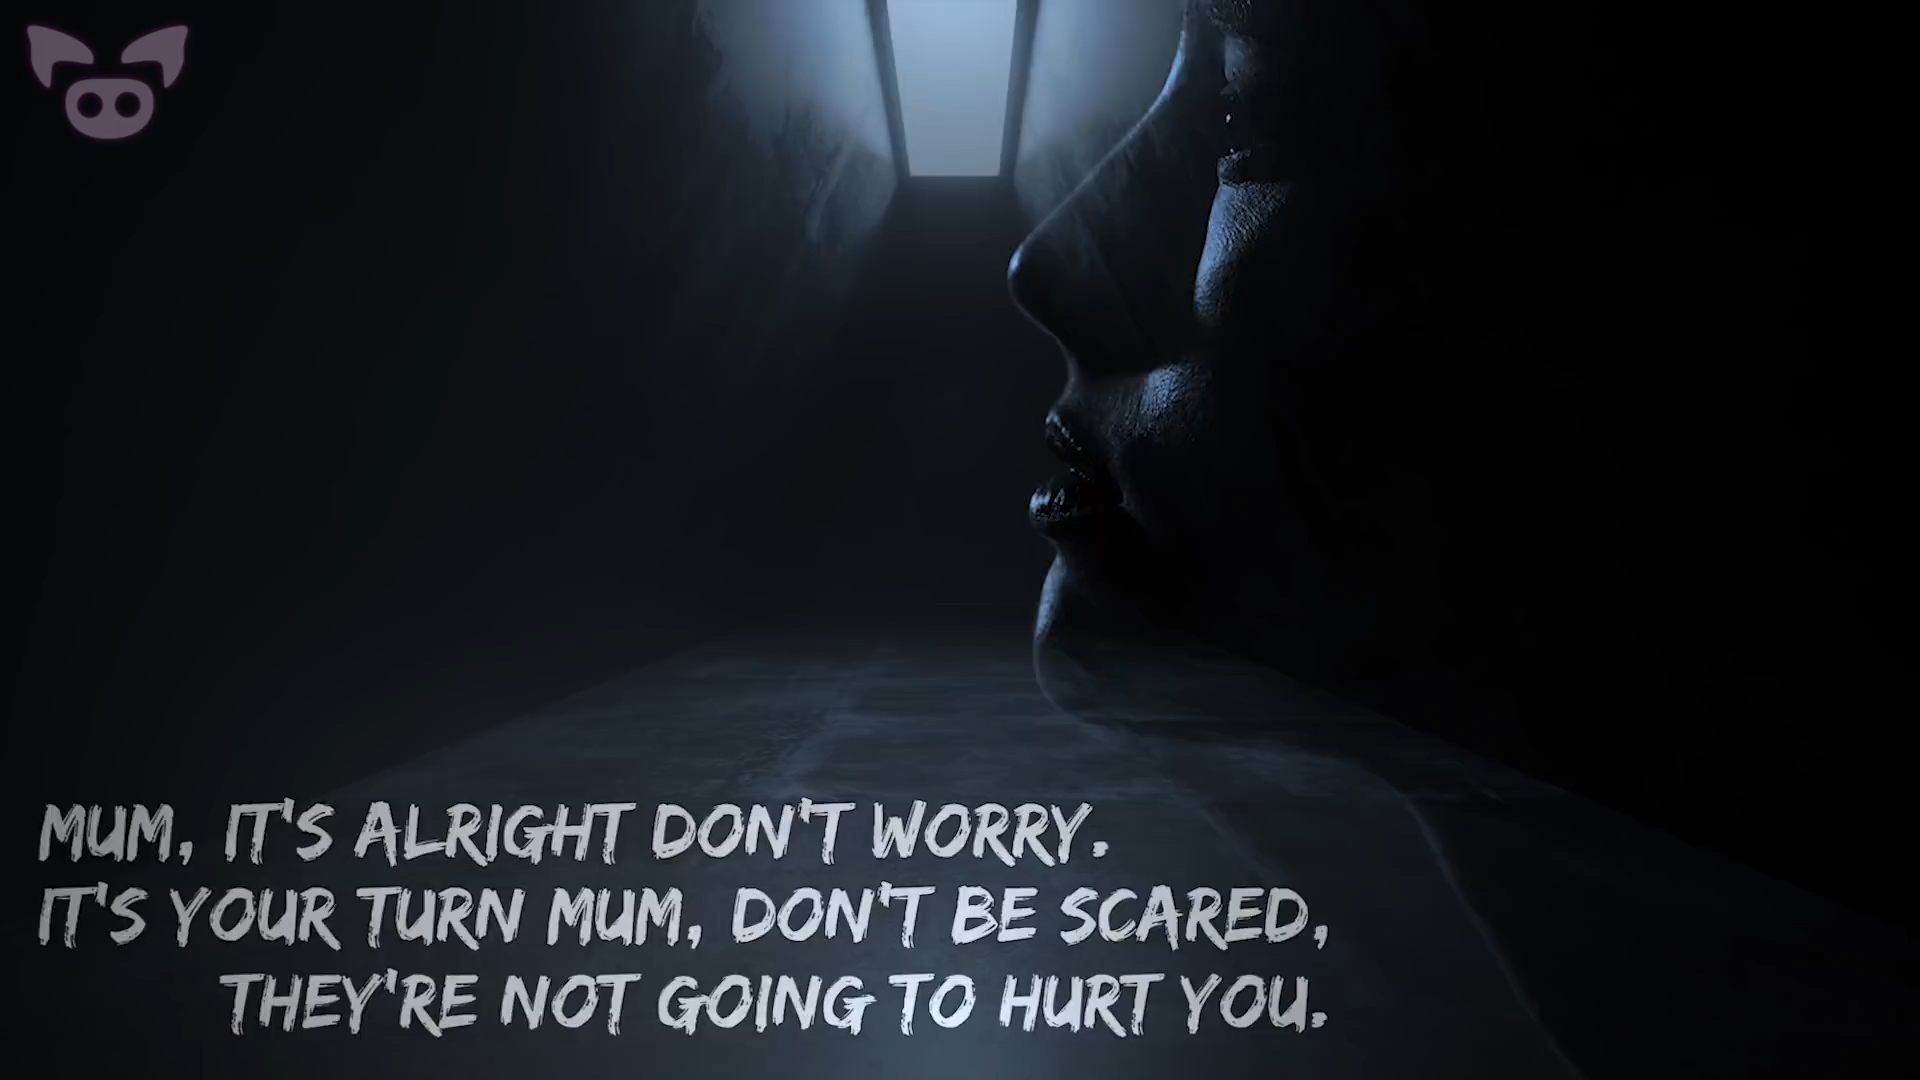 MUM, IT'S ALRIGHT DON'T WORRY.
IT'S YOUR TURN MUM, DON'T BE SCARED,
THEY'RE NOT GOING TO HURT YOU.